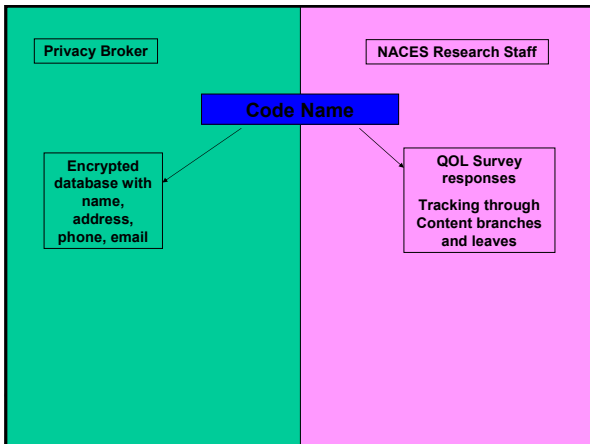 Privacy Broker
NACES Research Staff
Code Name
Encrypted
database with
name,
address,
phone, email
QOL Survey
responses
Tracking through
Content branches
and leaves